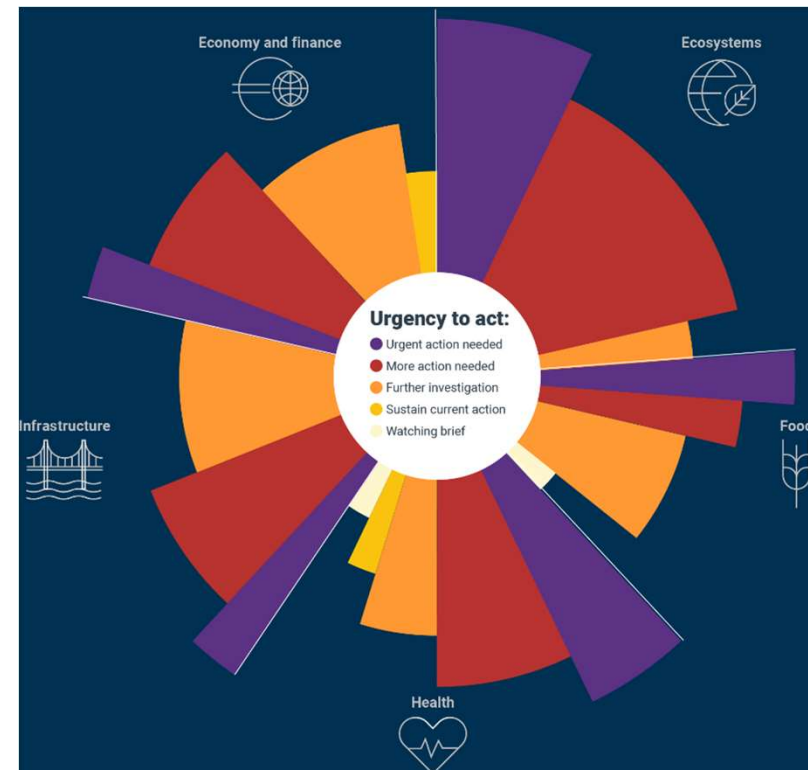 Economy and finance
Ecosystems
Urgency to act:
Urgent action needed
More action needed
Further investigation
Sustain current action
Watching brief
Infrastructure
Food
Health